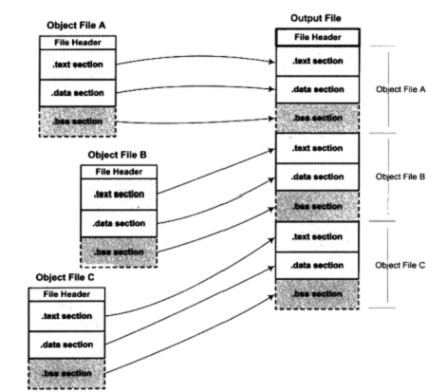 Object File A
File Header
.text section
.data section
.bss section
Object File B
File Header
.text section
.data section
.bss section
Object File C
File Header
.text section
.data section
.bss section
Output File
File Header
.text section
.data section
.bss section
Object File A
.text section
.data section
.bss section
Object File B
.text section
.data section
.bss section
Object File C